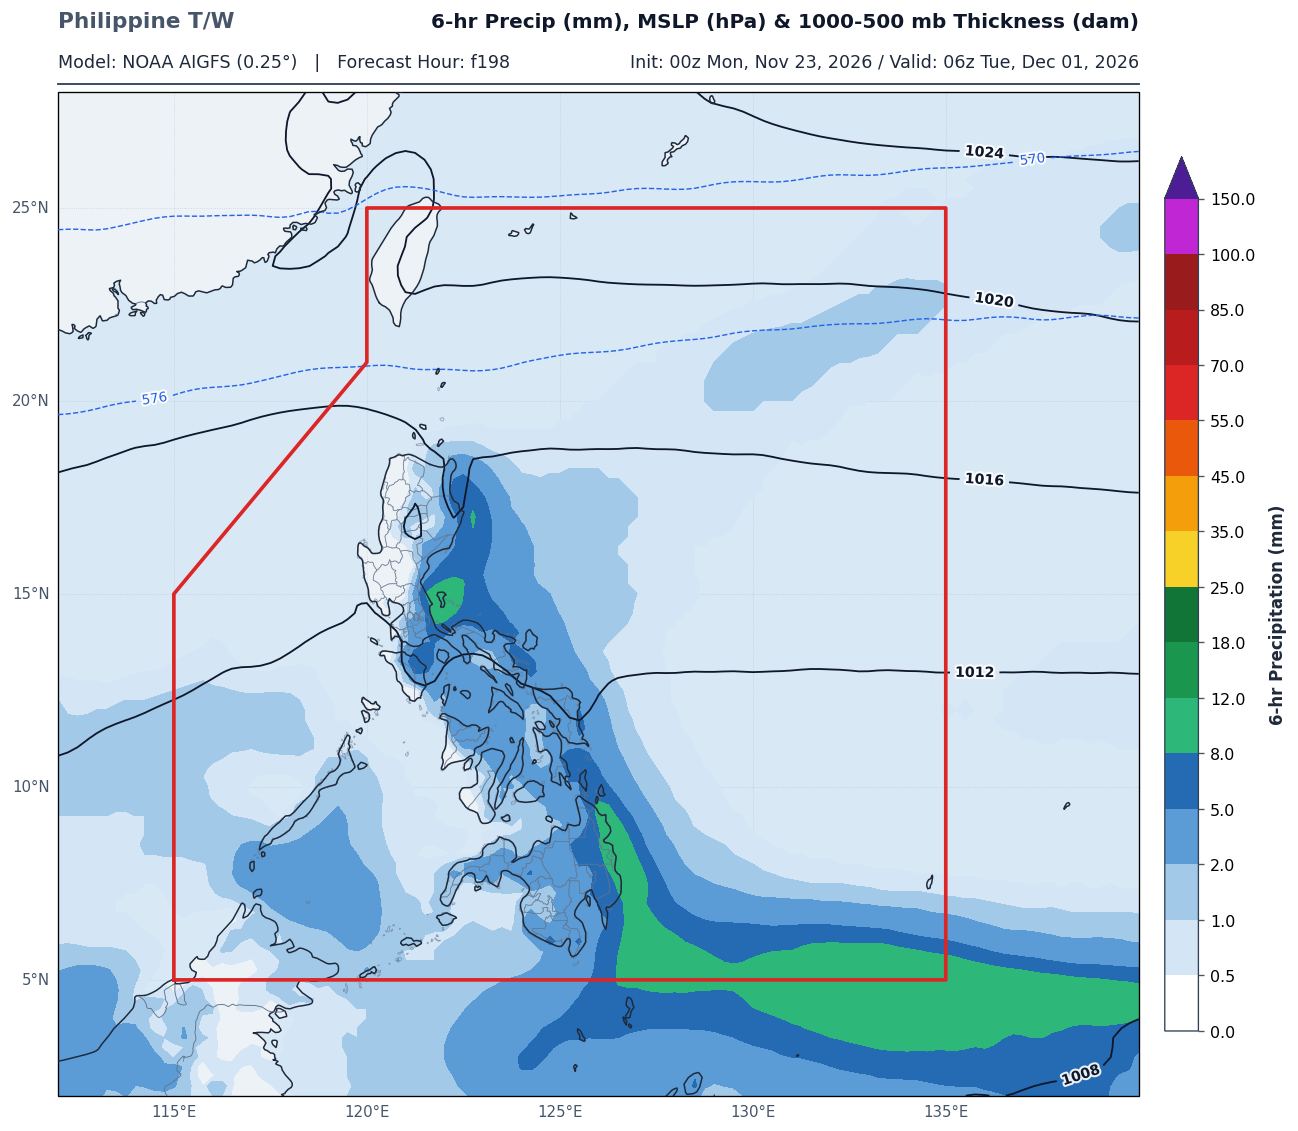 Philippine T/W
6-hr Precip (mm), MSLP (hPa) & 1000-500 mb Thickness (dam)
Model: NOAA AIGFS (0.25°) | Forecast Hour: f198
Init: 00z Mon, Nov 23, 2026 / Valid: 06z Tue, Dec 01, 2026
1024
570
1020
576
1016
1012
1008
25°N
20°N
15°N
10°N
5°N
115°E
120°E
125°E
130°E
135°E
150.0
100.0
85.0
70.0
55.0
45.0
35.0
25.0
18.0
12.0
8.0
5.0
2.0
1.0
0.5
0.0
6-hr Precipitation (mm)